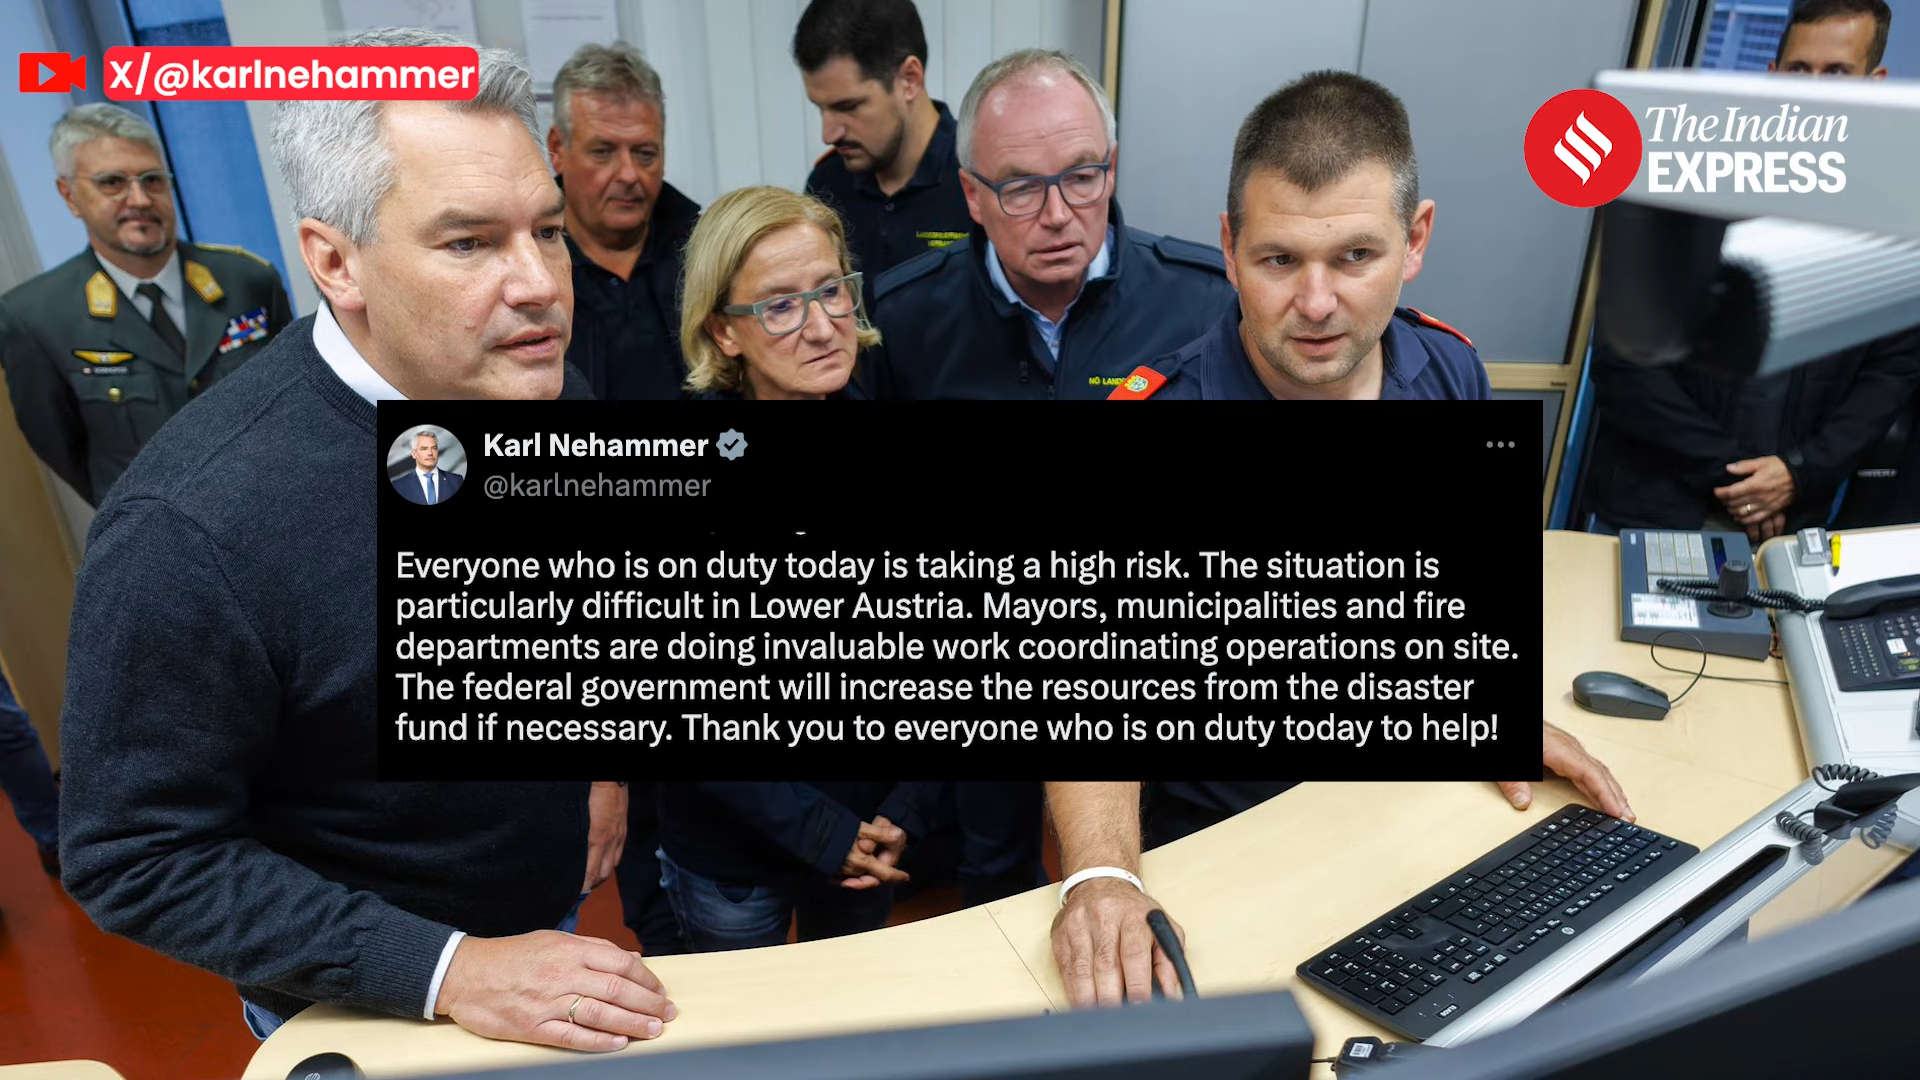 X/@karlnehammer
The Indian
EXPRESS
NÖ LANDES
Karl Nehammer
@karlnehammer
Everyone who is on duty today is taking a high risk. The situation is
particularly difficult in Lower Austria. Mayors, municipalities and fire
departments are doing invaluable work coordinating operations on site.
The federal government will increase the resources from the disaster
fund if necessary. Thank you to everyone who is on duty today to help!